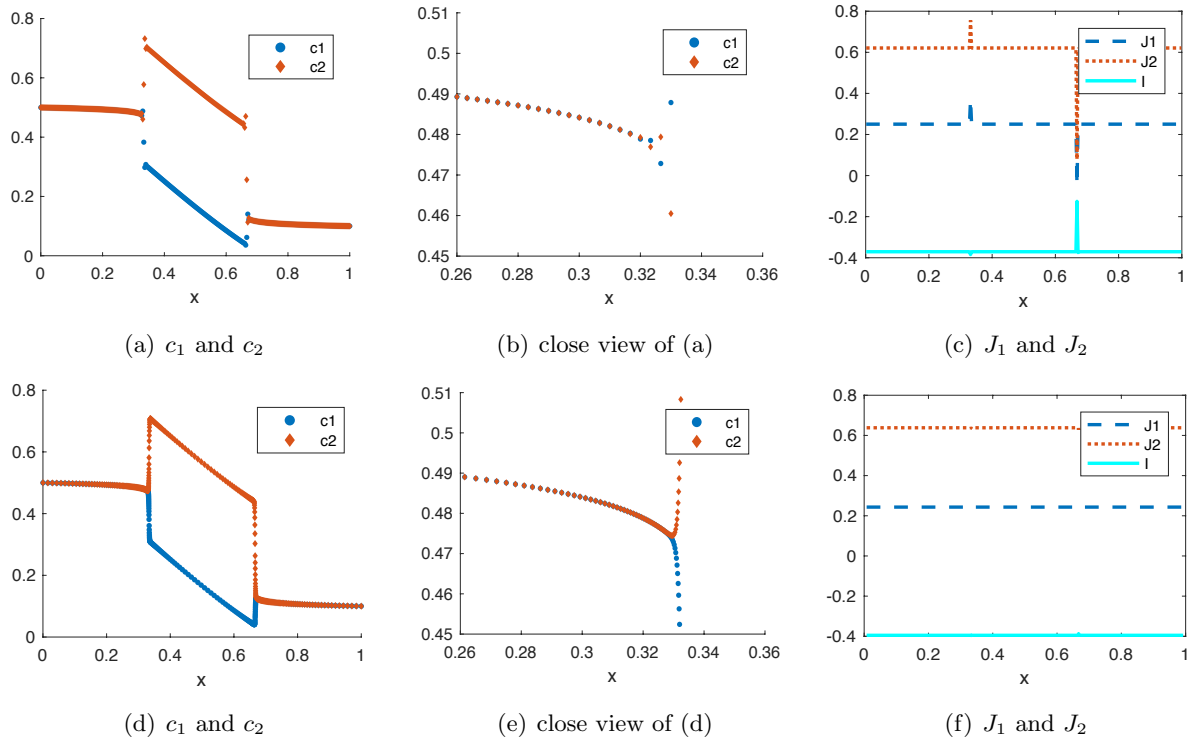 0.8
0.6
0.4
0.2
0
c1
c2
0 0.2 0.4 0.6 0.8 1
x
(a) c1 and c2
0.51
0.5
0.49
0.48
0.47
0.46
0.45
c1
c2
0.26 0.28 0.3 0.32 0.34 0.36
x
(b) close view of (a)
0.8
0.6
0.4
0.2
0
-0.2
-0.4
J1
J2
I
0 0.2 0.4 0.6 0.8 1
x
(c) J1 and J2
0.8
0.6
0.4
0.2
0
c1
c2
0 0.2 0.4 0.6 0.8 1
x
(d) c1 and c2
0.51
0.5
0.49
0.48
0.47
0.46
0.45
c1
c2
0.26 0.28 0.3 0.32 0.34 0.36
x
(e) close view of (d)
0.8
0.6
0.4
0.2
0
-0.2
-0.4
J1
J2
I
0 0.2 0.4 0.6 0.8 1
x
(f) J1 and J2